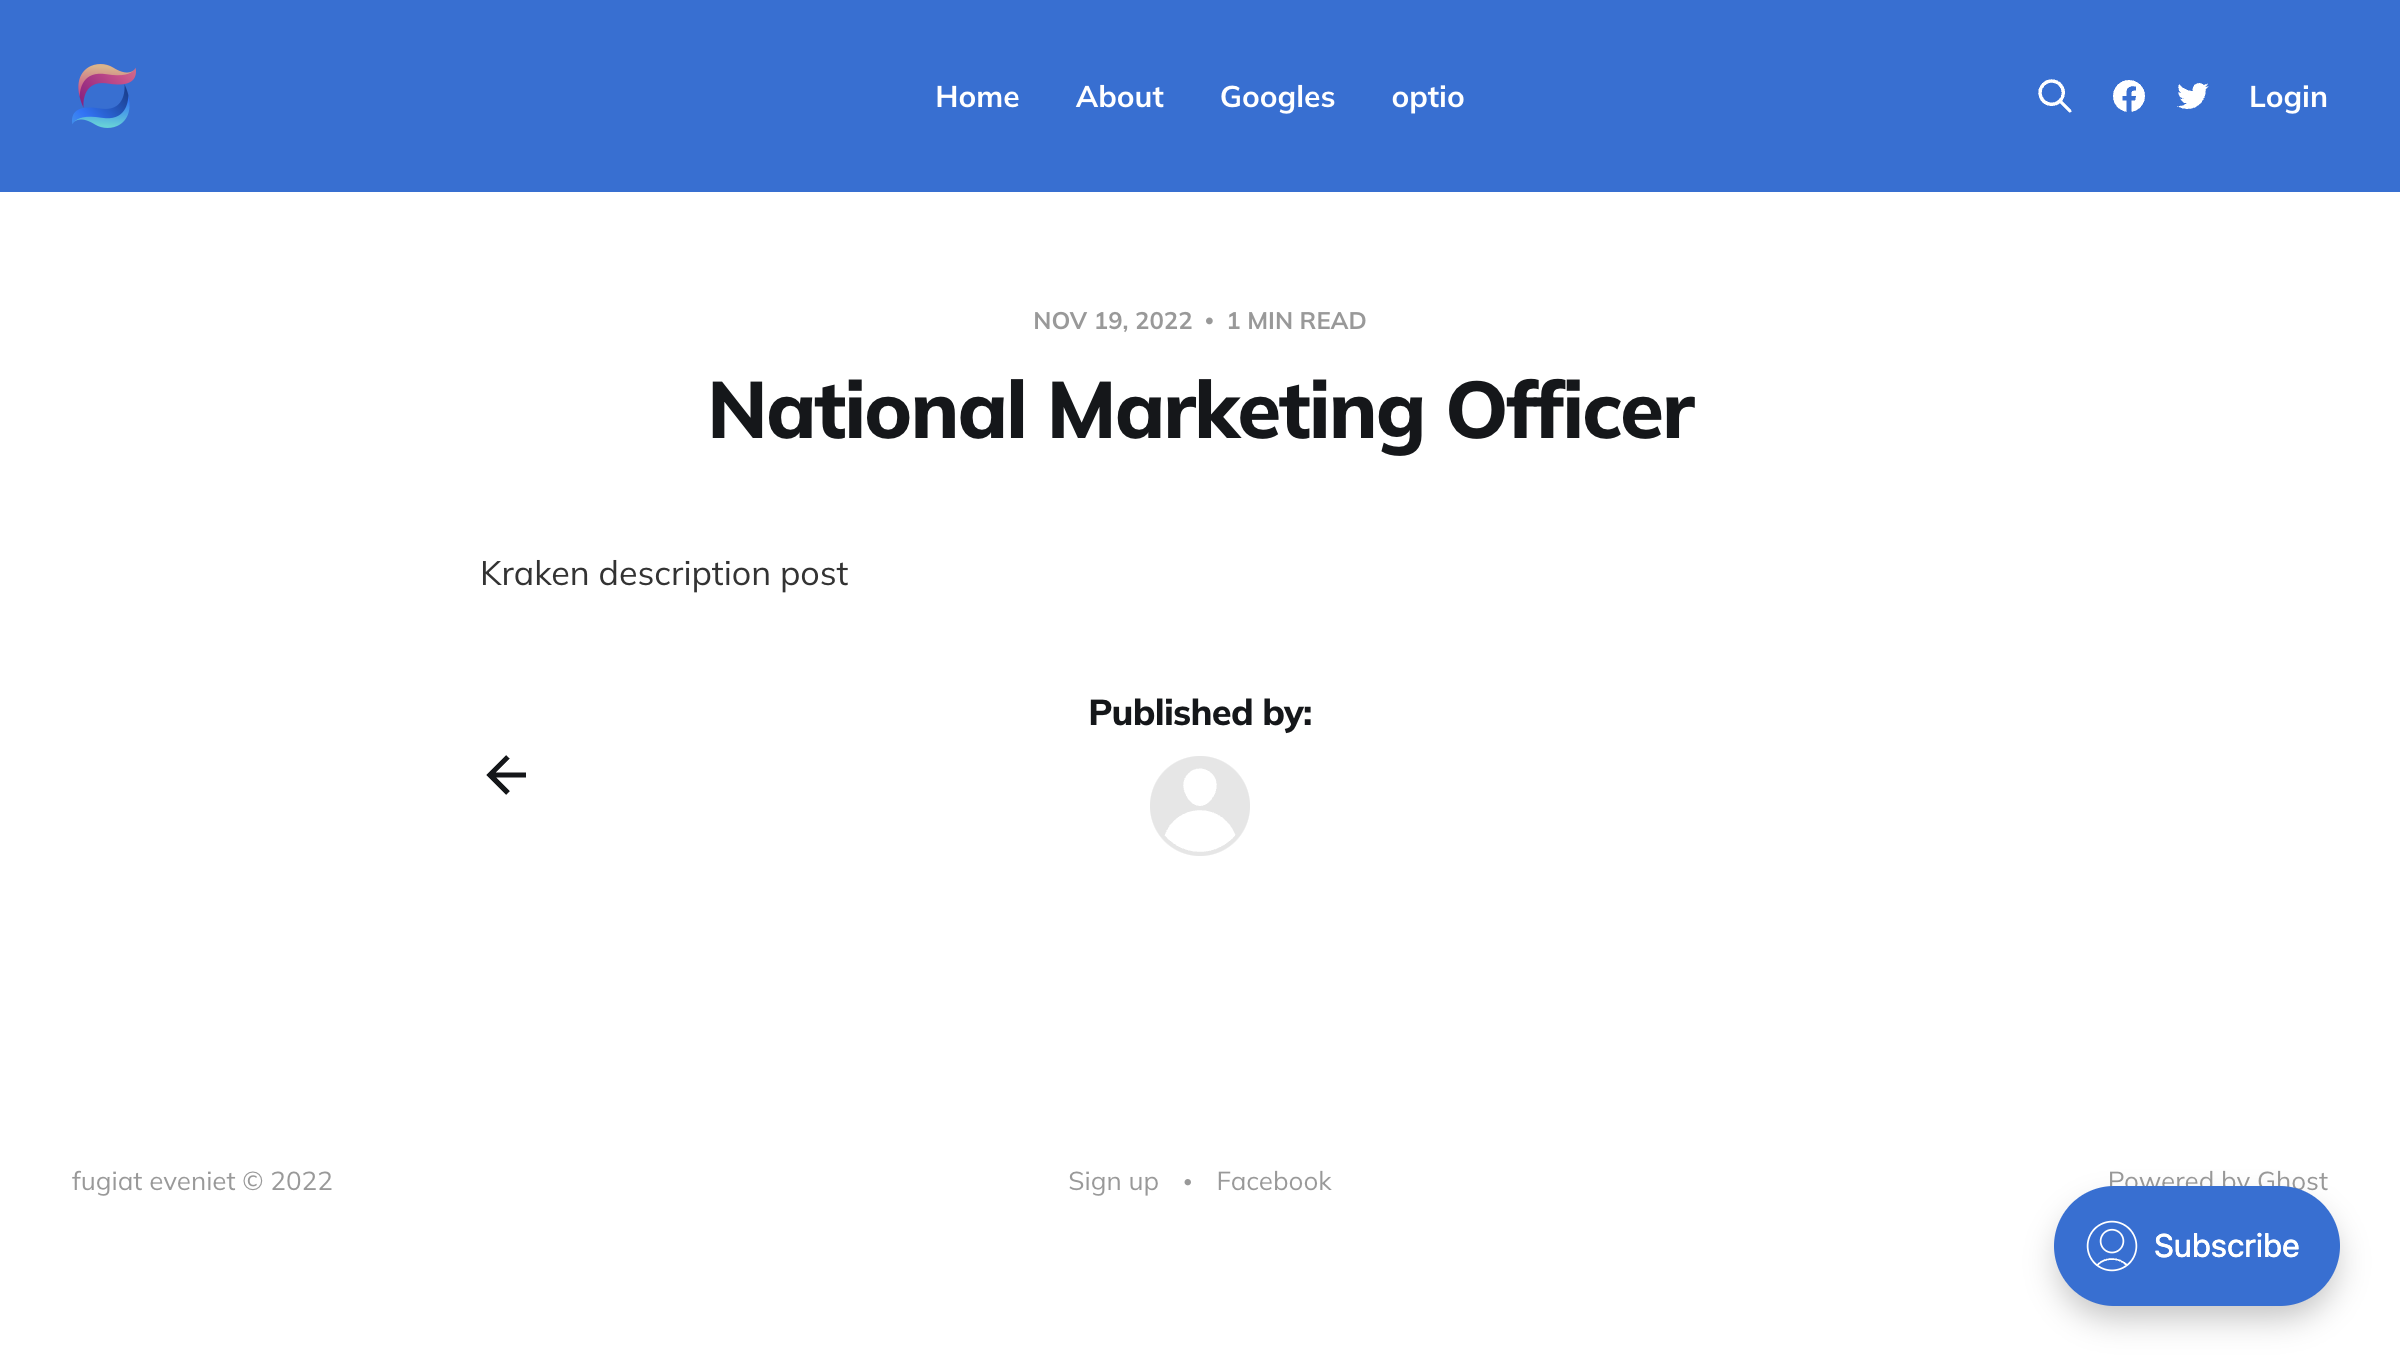 Home About Googles optio Login
NOV 19, 2022 • 1 MIN READ
National Marketing Officer
Kraken description post
Published by:
fugiat eveniet © 2022 Sign up • Facebook Powered by Ghost
Subscribe